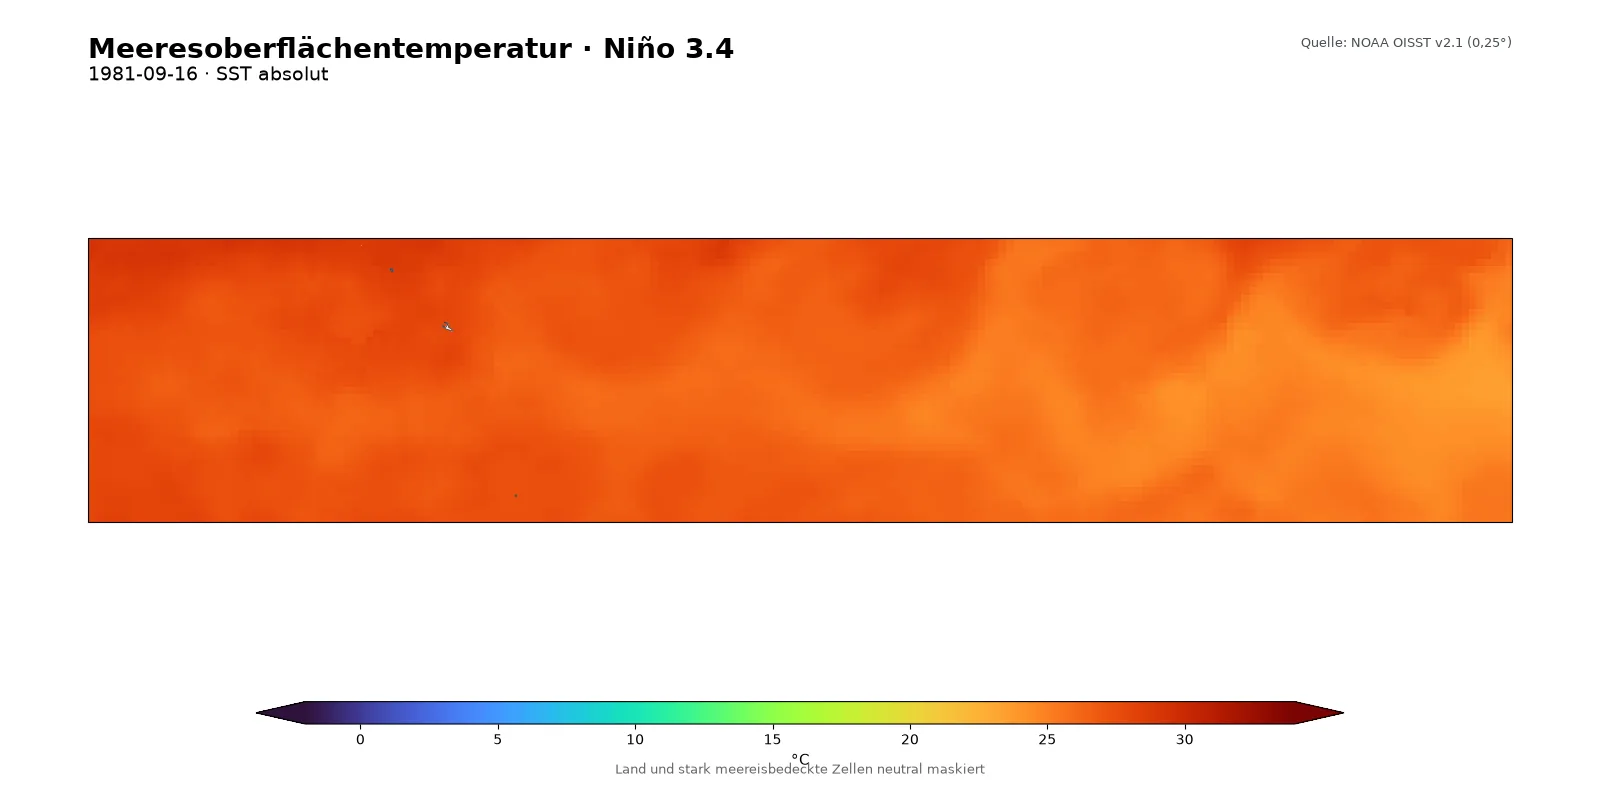 Meeresoberflächentemperatur · Niño 3.4
Quelle: NOAA OISST v2.1 (0,25°)
1981-09-16 · SST absolut
0 5 10 15 20 25 30
°C
Land und stark meereisbedeckte Zellen neutral maskiert